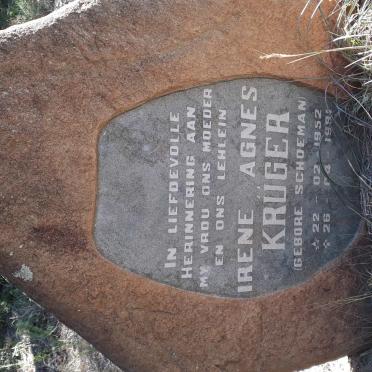 IN LIEFDEVOLLE
HERINNERING AAN
MY VROU ONS MOEDER
EN ONS LEHLEIN
IRENE AGNES
KRÜGER
GEBORE SCHOEMAN
☆ 22 - 02 - 1952
☆ 26 -